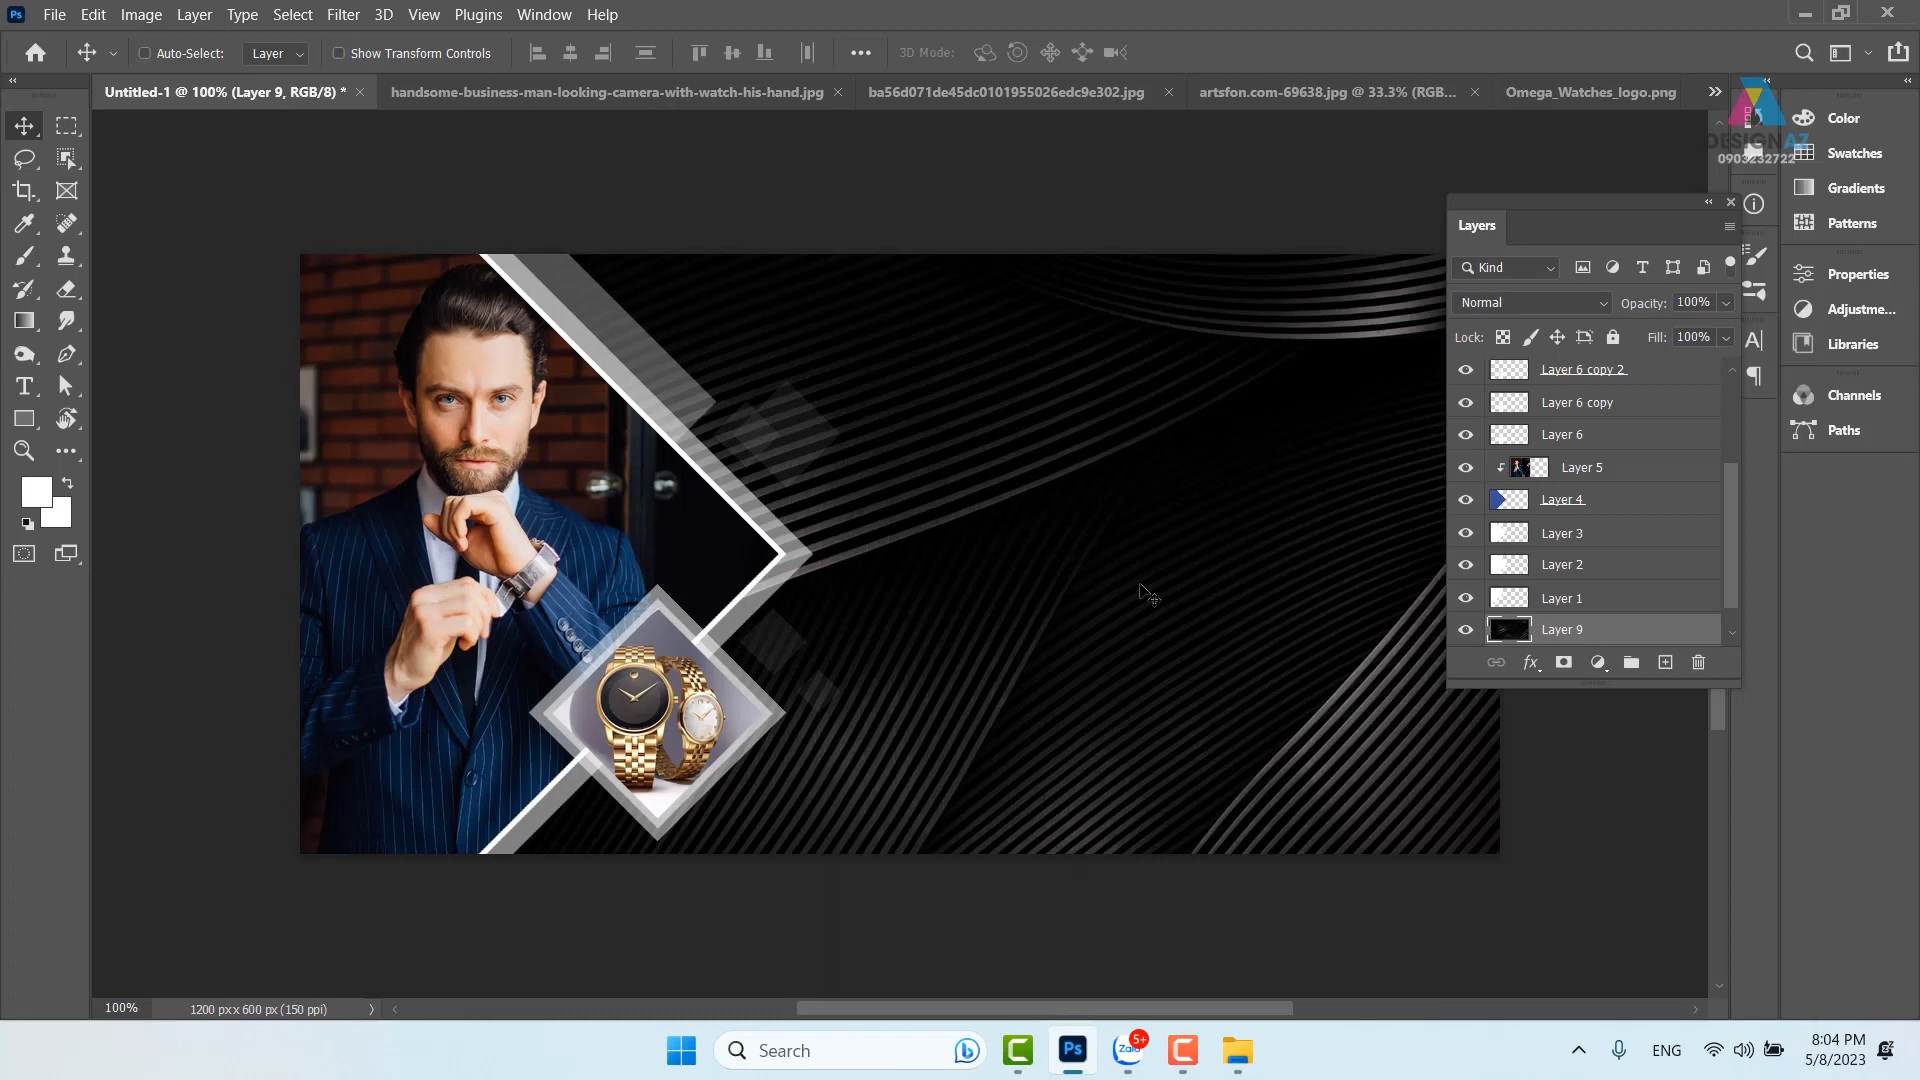 Ps File Edit Image Layer Type Select Filter 3D View Plugins Window Help
Auto-Select: Layer Show Transform Controls 3D Mode:
Untitled-1 @ 100% (Layer 9, RGB/8) * handsome-business-man-looking-camera-with-watch-his-hand.jpg ba56d071de45dc0101955026edc9e302.jpg artsfon.com-69638.jpg @ 33.3% (RGB... Omega_Watches_logo.png
DESIGN AZ
0903232722
Color
Swatches
Gradients
Patterns
Properties
Adjustme...
Libraries
Channels
Paths
Layers
Kind
Normal Opacity: 100%
Lock: Fill: 100%
Layer 6 copy 2
Layer 6 copy
Layer 6
Layer 5
Layer 4
Layer 3
Layer 2
Layer 1
Layer 9
fx
100% 1200 px x 600 px (150 ppi)
Search Ps Zalo 5+ ENG 8:04 PM
5/8/2023